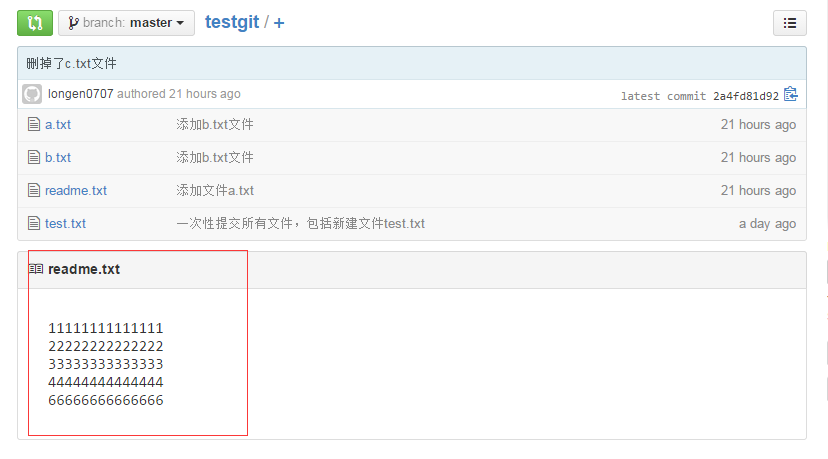 branch: master testgit / +
删掉了c.txt文件
longen0707 authored 21 hours ago latest commit 2a4fd81d92
a.txt 添加b.txt文件 21 hours ago
b.txt 添加b.txt文件 21 hours ago
readme.txt 添加文件a.txt 21 hours ago
test.txt 一次性提交所有文件，包括新建文件test.txt a day ago
readme.txt
11111111111111
22222222222222
33333333333333
44444444444444
66666666666666